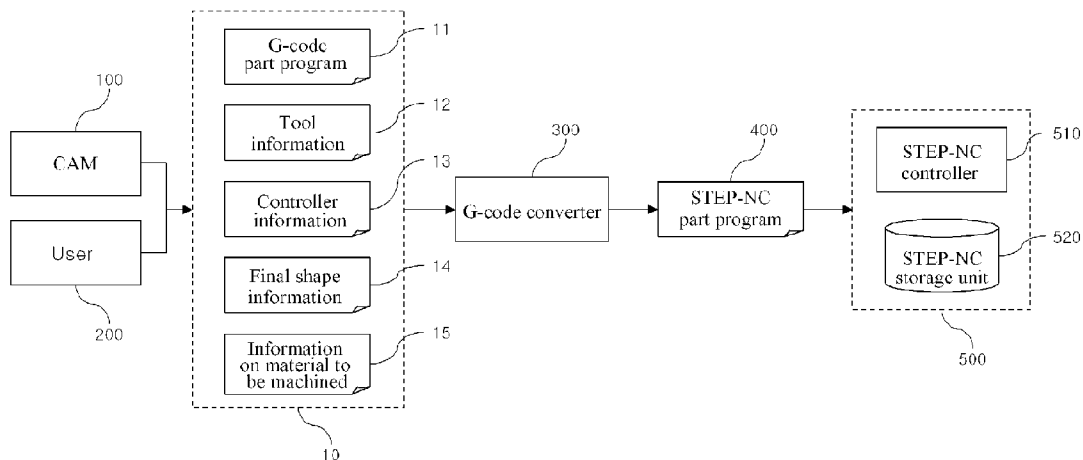 100
CAM
User
200
11
G-code
part program
12
Tool
information
13
Controller
information
14
Final shape
information
15
Information
on material to
be machined
10
300
G-code converter
400
STEP-NC
part program
510
STEP-NC
controller
520
STEP-NC
storage unit
500